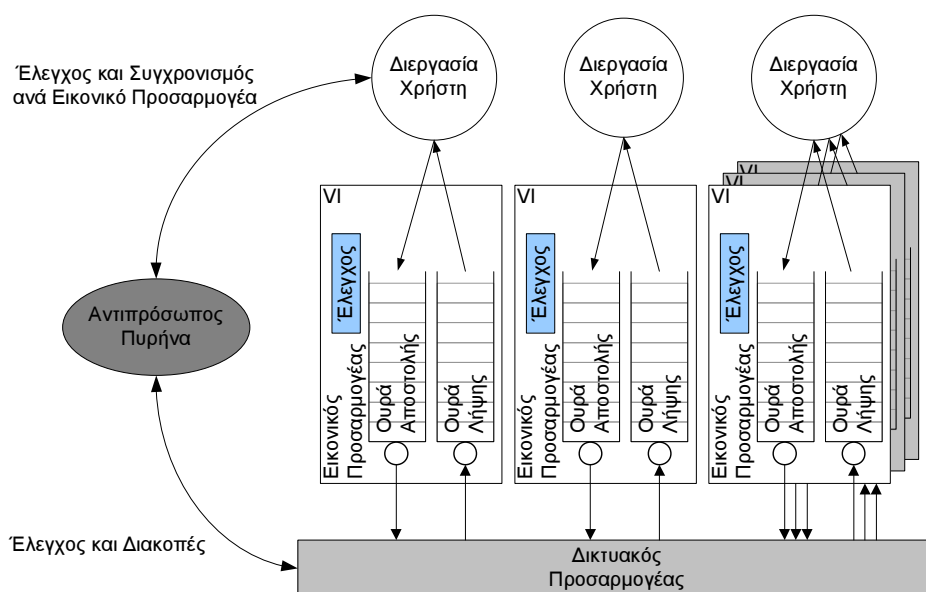 Έλεγχος και Συγχρονισμός
ανά Εικονικό Προσαρμογέα
Διεργασία
Χρήστη
Διεργασία
Χρήστη
Διεργασία
Χρήστη
Αντιπρόσωπος
Πυρήνα
VI
Έλεγχος
Εικονικός
Προσαρμογέας
Ουρά
Αποστολής
Ουρά
Λήψης
VI
Έλεγχος
Εικονικός
Προσαρμογέας
Ουρά
Αποστολής
Ουρά
Λήψης
VI
VI
VI
Έλεγχος
Εικονικός
Προσαρμογέας
Ουρά
Αποστολής
Ουρά
Λήψης
Έλεγχος και Διακοπές
Δικτυακός
Προσαρμογέας